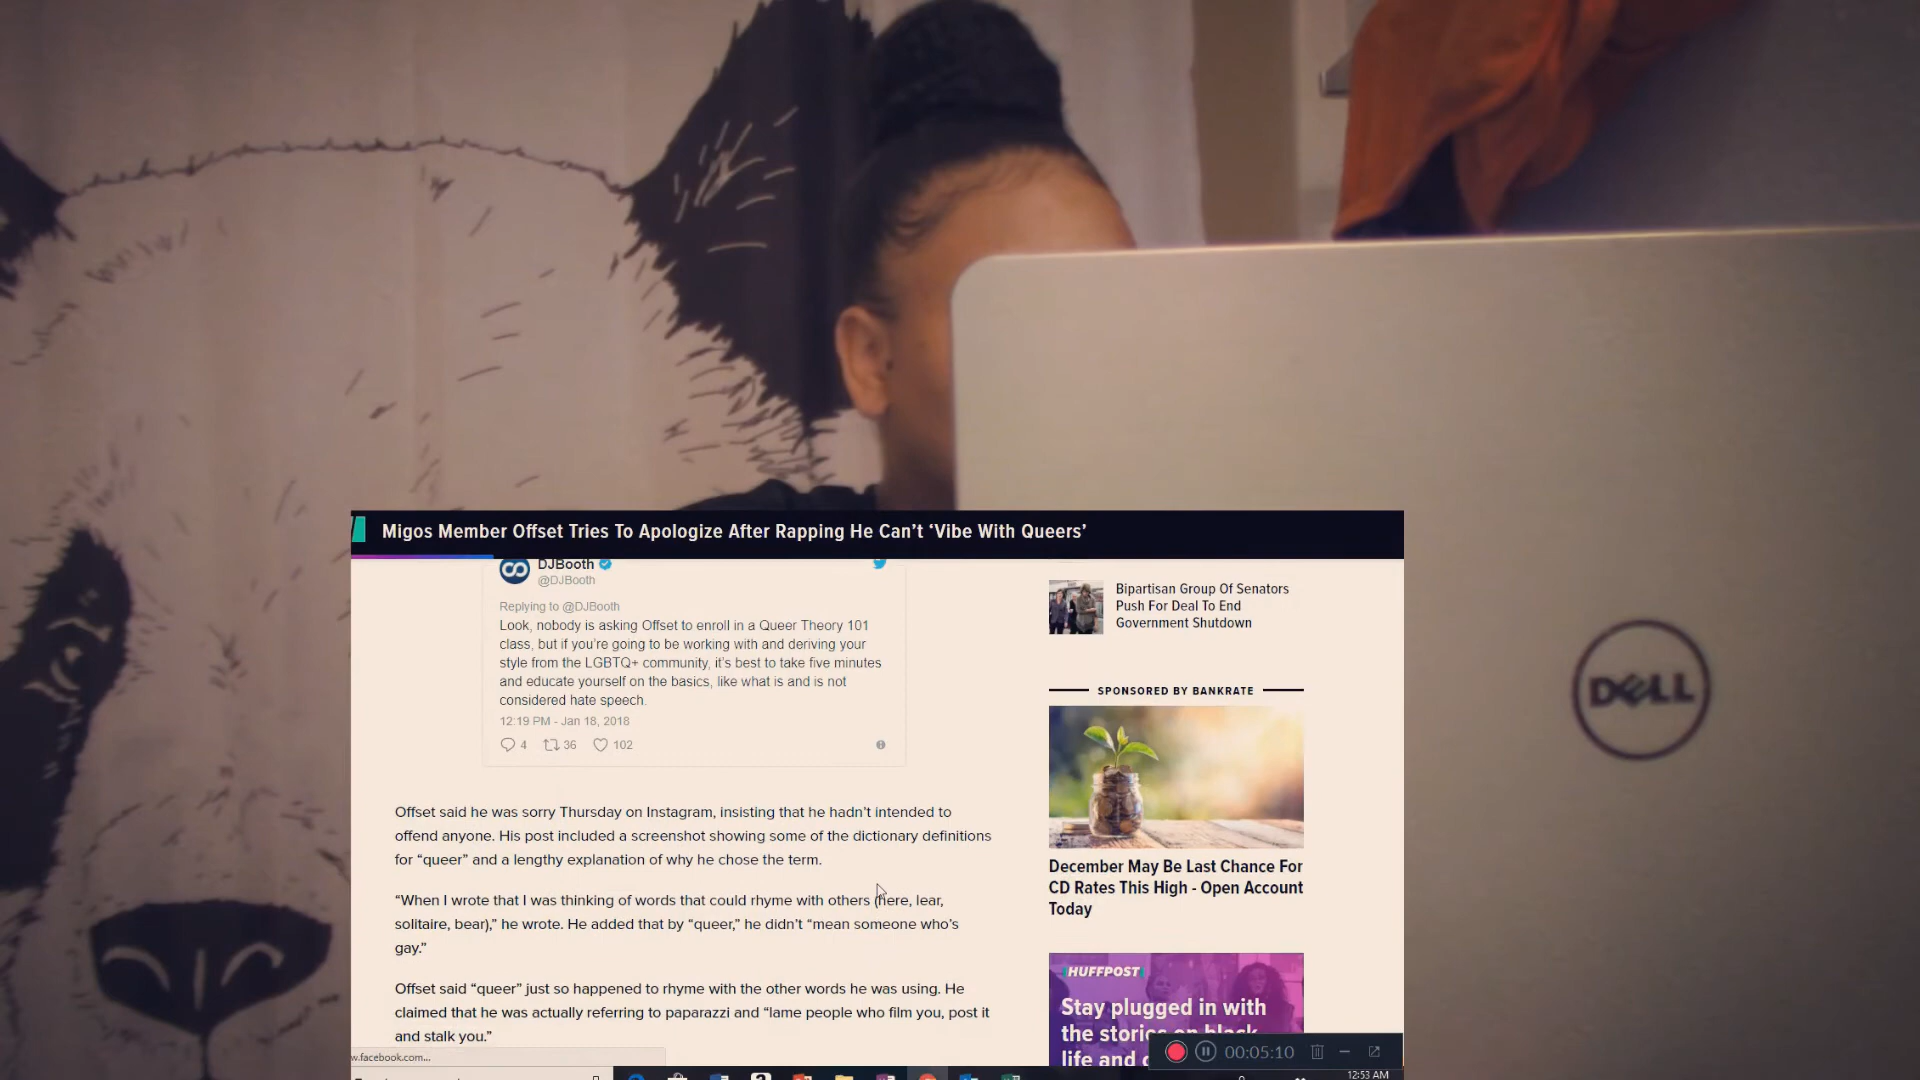 Migos Member Offset Tries To Apologize After Rapping He Can't 'Vibe With Queers'
DJBooth
@DJBooth
Replying to @DJBooth
Look, nobody is asking Offset to enroll in a Queer Theory 101
class, but if you're going to be working with and deriving your
style from the LGBTQ+ community, it's best to take five minutes
and educate yourself on the basics, like what is and is not
considered hate speech.
12:19 PM - Jan 18, 2018
4 36 102
Offset said he was sorry Thursday on Instagram, insisting that he hadn't intended to
offend anyone. His post included a screenshot showing some of the dictionary definitions
for "queer" and a lengthy explanation of why he chose the term.
"When I wrote that I was thinking of words that could rhyme with others (here, lear,
solitaire, bear)," he wrote. He added that by "queer," he didn't "mean someone who's
gay."
Offset said "queer" just so happened to rhyme with the other words he was using. He
claimed that he was actually referring to paparazzi and "lame people who film you, post it
and stalk you."
w.facebook.com...
Bipartisan Group Of Senators
Push For Deal To End
Government Shutdown
SPONSORED BY BANKRATE
December May Be Last Chance For
CD Rates This High - Open Account
Today
HUFFPOST
Stay plugged in with
the stories on black
life and
00:05:10
12:53 AM
DELL